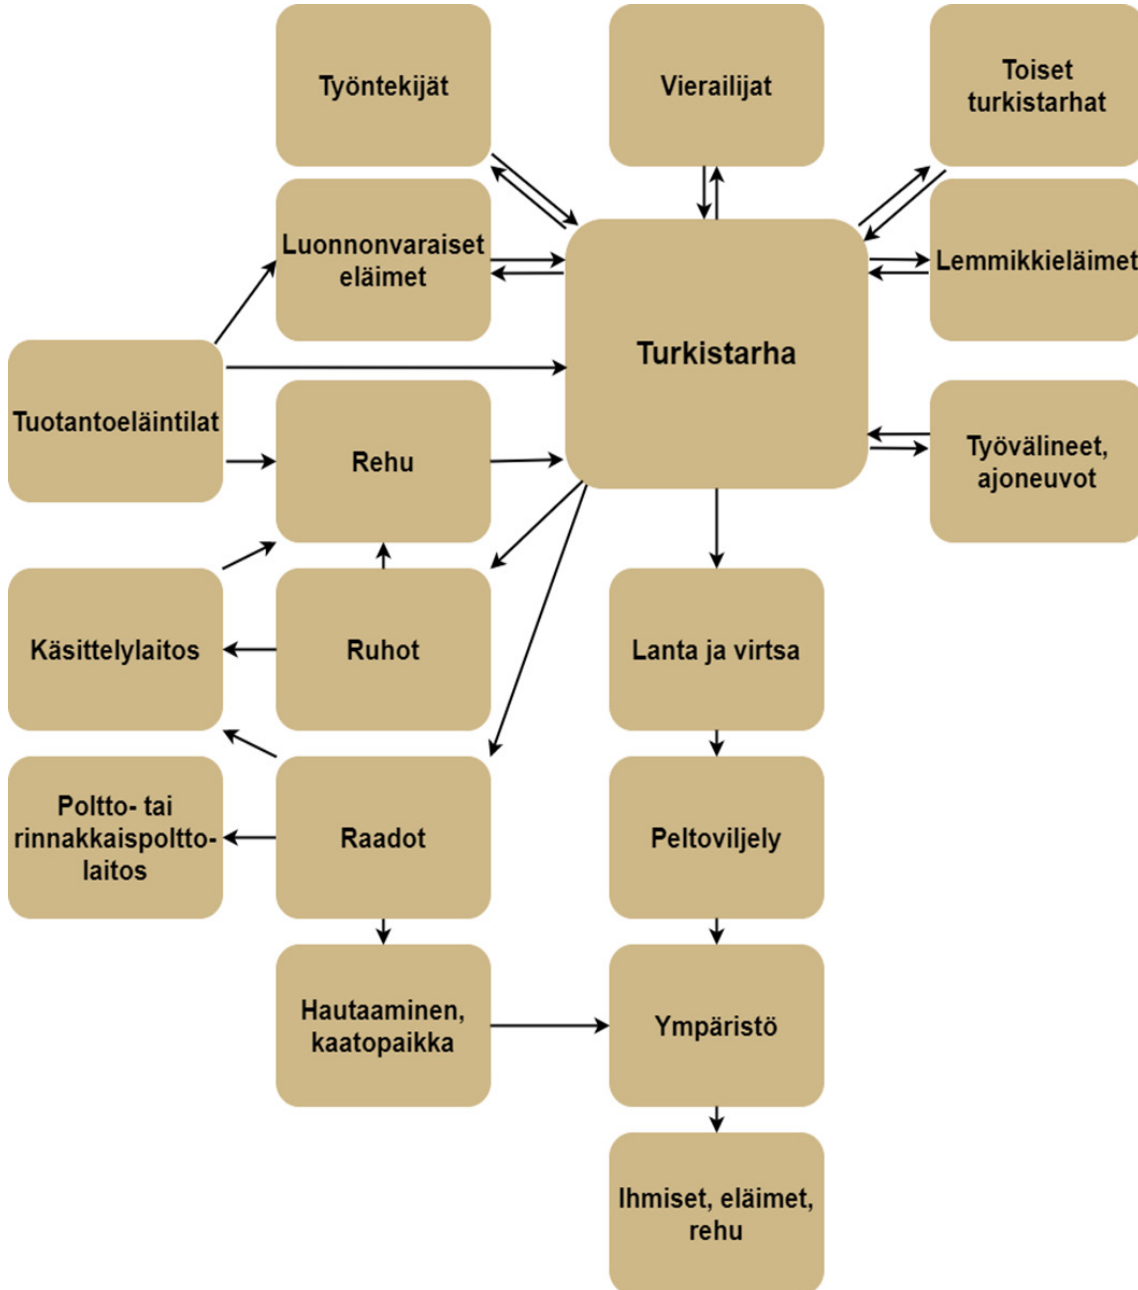 Työntekijät
Vierailijat
Toiset
turkistarhat
Luonnonvaraiset
eläimet
Lemmikkieläimet
Turkistarha
Tuotantoeläintilat
Rehu
Työvälineet,
ajoneuvot
Käsittelylaitos
Ruhot
Lanta ja virtsa
Poltto- tai
rinnakkaispoltto-
laitos
Raadot
Peltoviljely
Hautaaminen,
kaatopaikka
Ympäristö
Ihmiset, eläimet,
rehu